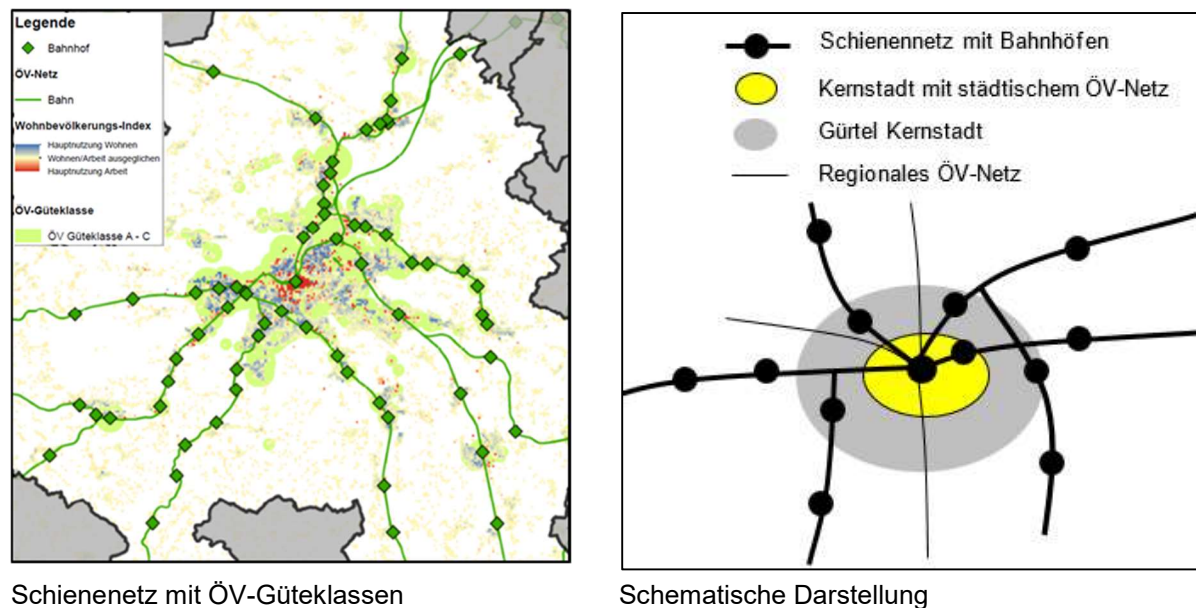 Legende
Bahnhof
ÖV-Netz
Bahn
Wohnbevölkerungs-Index
Hauptnutzung Wohnen
Wohnen/Arbeit ausgeglichen
Hauptnutzung Arbeit
ÖV-Güteklasse
ÖV Güteklasse A - C
Schienennetz mit Bahnhöfen
Kernstadt mit städtischem ÖV-Netz
Gürtel Kernstadt
Regionales ÖV-Netz
Schienenetz mit ÖV-Güteklassen
Schematische Darstellung